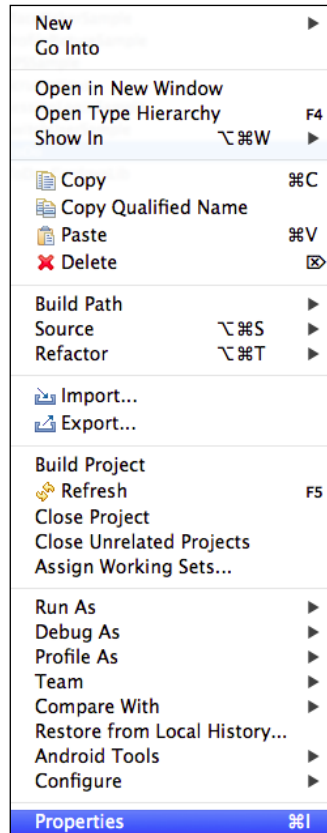 New ▶
Go Into
Open in New Window
Open Type Hierarchy F4
Show In ⌥⌘W ▶
Copy ⌘C
Copy Qualified Name
Paste ⌘V
Delete ⌦
Build Path ▶
Source ⌥⌘S ▶
Refactor ⌥⌘T ▶
Import...
Export...
Build Project
Refresh F5
Close Project
Close Unrelated Projects
Assign Working Sets...
Run As ▶
Debug As ▶
Profile As ▶
Team ▶
Compare With ▶
Restore from Local History...
Android Tools ▶
Configure ▶
Properties ⌘I